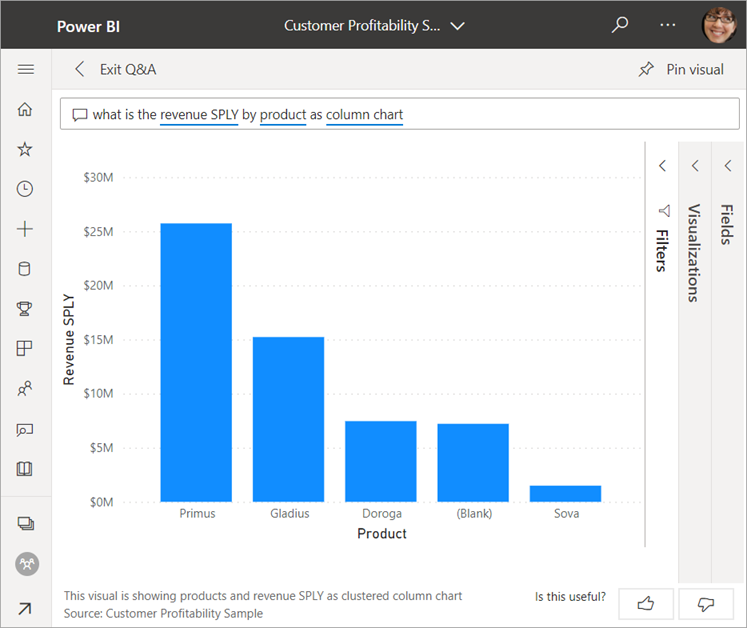 Power BI
Customer Profitability S...
Exit Q&A
Pin visual
what is the revenue SPLY by product as column chart
$30M
$25M
$20M
$15M
$10M
$5M
$0M
Revenue SPLY
Primus
Gladius
Doroga
(Blank)
Sova
Product
Filters
Visualizations
Fields
This visual is showing products and revenue SPLY as clustered column chart
Source: Customer Profitability Sample
Is this useful?